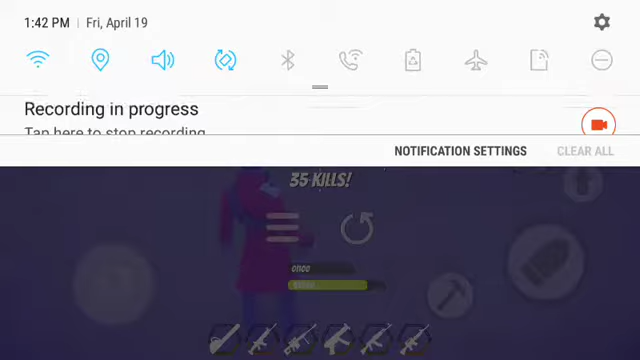 1:42 PM | Fri, April 19
Recording in progress
Tap here to stop recording
NOTIFICATION SETTINGS CLEAR ALL
35 KILLS!
once